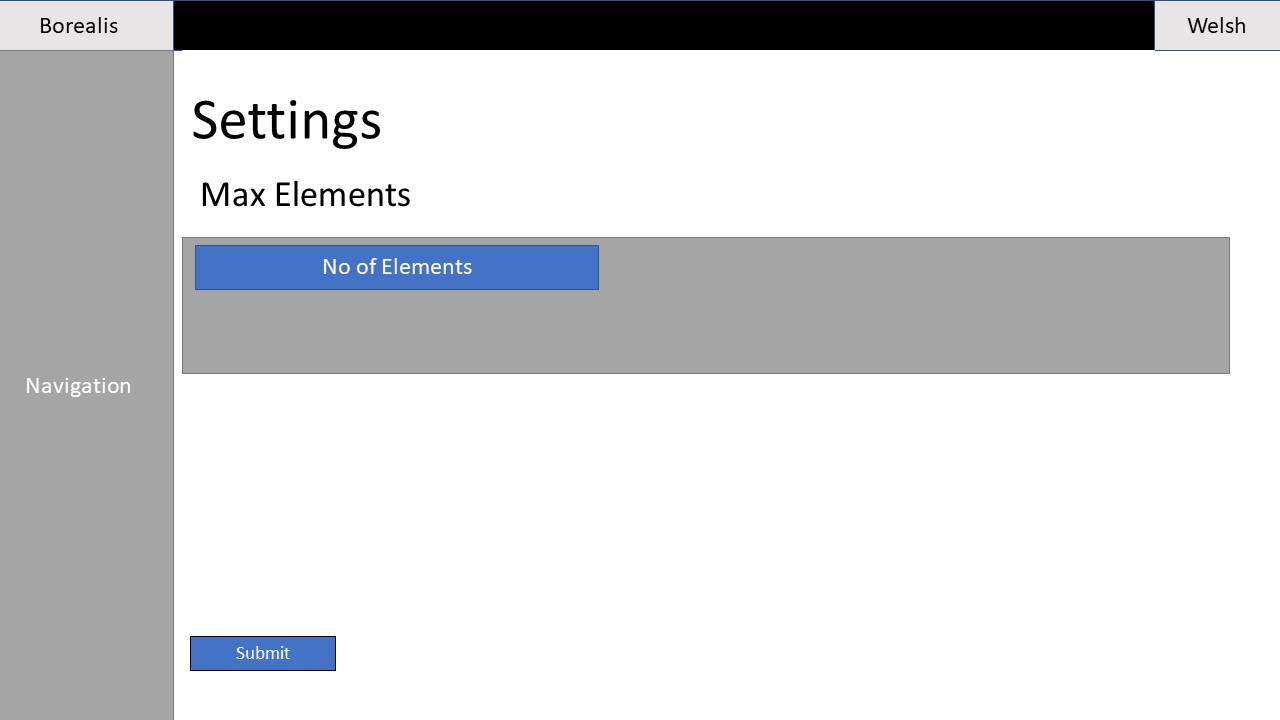 Borealis
Welsh
Settings
Max Elements
No of Elements
Navigation
Submit